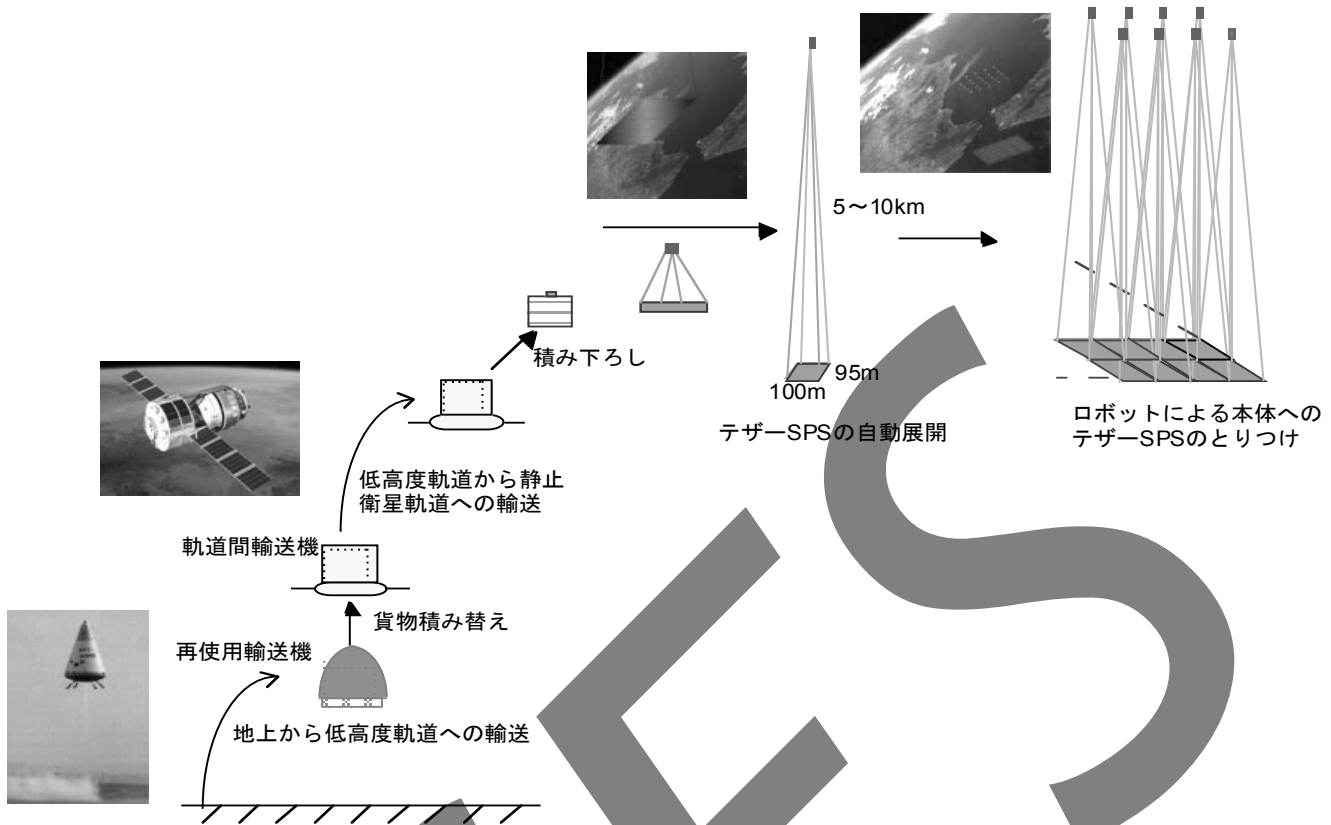 5～10km
積み下ろし
95m
100m
テザーSPSの自動展開
ロボットによる本体への
テザーSPSのとりつけ
低高度軌道から静止
衛星軌道への輸送
軌道間輸送機
貨物積み替え
再使用輸送機
地上から低高度軌道への輸送